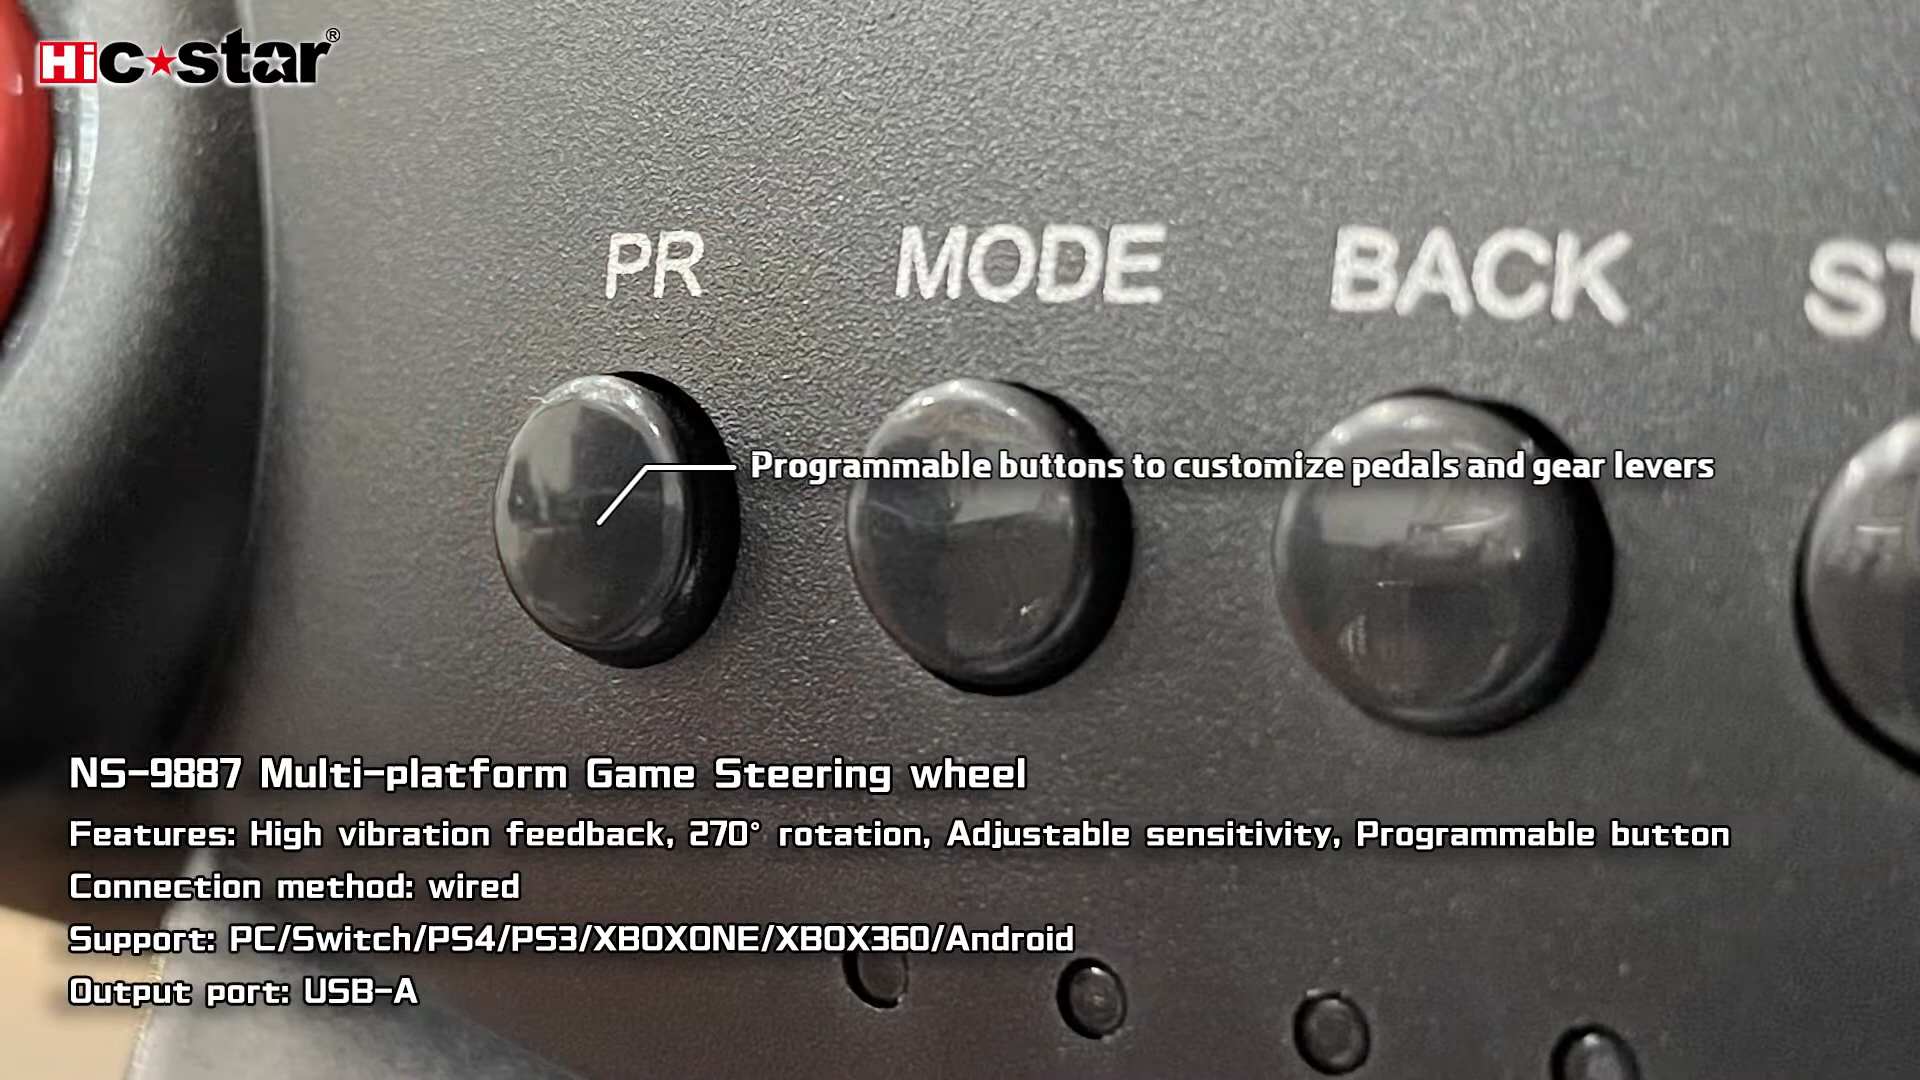 Hic★star®
PR MODE BACK ST
Programmable buttons to customize pedals and gear levers
NS-9887 Multi-platform Game Steering wheel
Features: High vibration feedback, 270° rotation, Adjustable sensitivity, Programmable button
Connection method: wired
Support: PC/Switch/PS4/PS3/XBOXONE/XBOX360/Android
Output port: USB-A